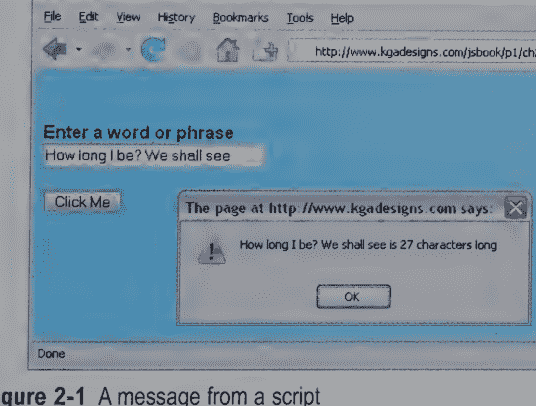 File Edit View History Bookmarks Tools Help
http://www.kgadesigns.com/jsbook/p1/ch
Enter a word or phrase
How long I be? We shall see
Click Me
The page at http://www.kgadesigns.com says:
How long I be? We shall see is 27 characters long
OK
Done
gure 2-1 A message from a script